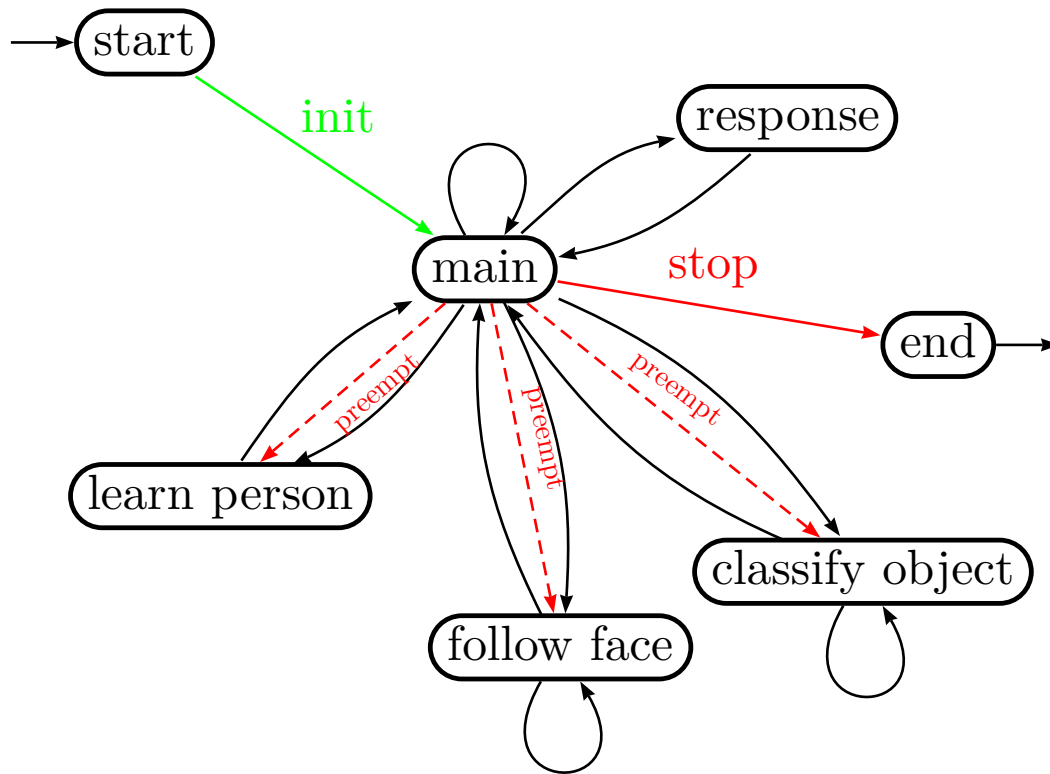 start
init
response
main
stop
end
preempt
preempt
preempt
learn person
classify object
follow face